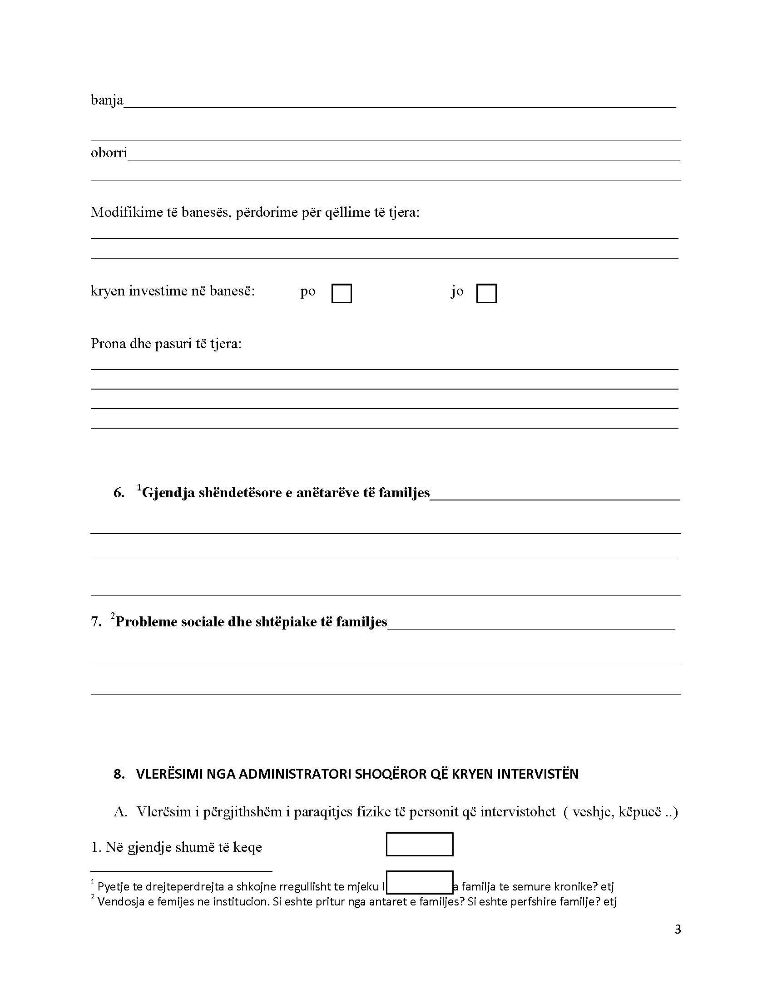 banja
oborri
Modifikime të banesës, përdorime për qëllime të tjera:
kryen investime në banesë: po jo
Prona dhe pasuri të tjera:
6. 1Gjendja shëndetësore e anëtarëve të familjes
7. 2Probleme sociale dhe shtëpiake të familjes
8. VLERËSIMI NGA ADMINISTRATORI SHOQËROR QË KRYEN INTERVISTËN
A. Vlerësim i përgjithshëm i paraqitjes fizike të personit që intervistohet ( veshje, këpucë ..)
1. Në gjendje shumë të keqe
1 Pyetje te drejteperdrejta a shkojne rregullisht te mjeku familja te semure kronike? etj
2 Vendosja e femijes ne institucion. Si eshte pritur nga antaret e familjes? Si eshte perfshire familje? etj
3